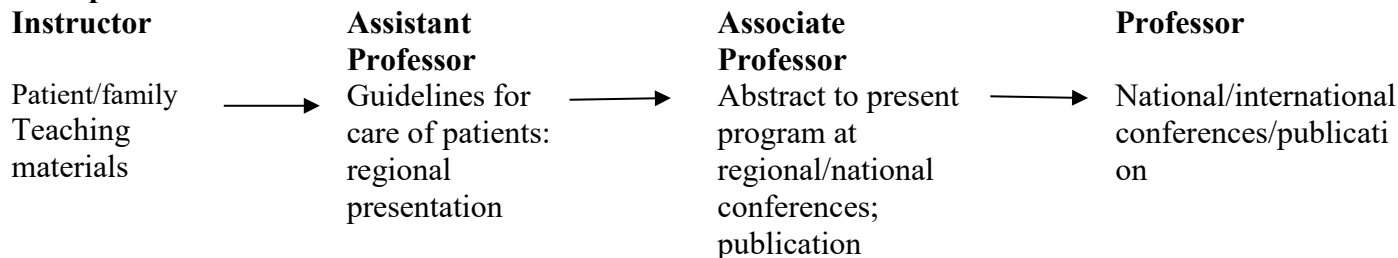 Instructor
Patient/family
Teaching
materials
Assistant
Professor
Guidelines for
care of patients:
regional
presentation
Associate
Professor
Abstract to present
program at
regional/national
conferences;
publication
Professor
National/international
conferences/publicati
on